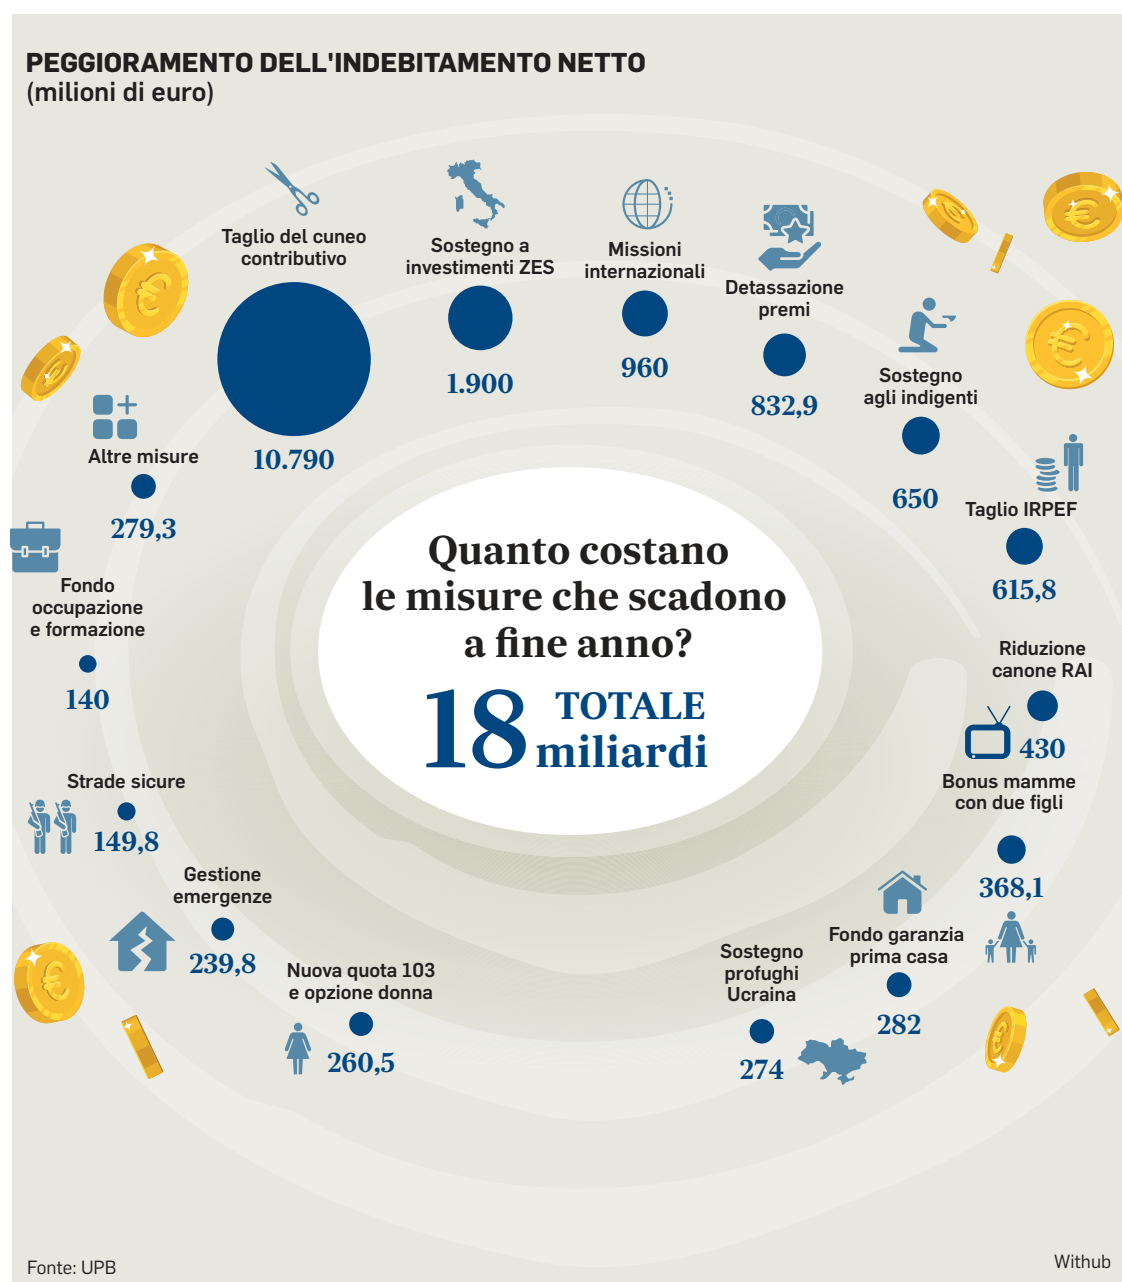 PEGGIORAMENTO DELL'INDEBITAMENTO NETTO
(milioni di euro)
Taglio del cuneo
contributivo
10.790
Sostegno a
investimenti ZES
1.900
Missioni
internazionali
960
Detassazione
premi
832,9
Sostegno
agli indigenti
650
Taglio IRPEF
615,8
Riduzione
canone RAI
430
Bonus mamme
con due figli
368,1
Fondo garanzia
prima casa
282
Sostegno
profughi
Ucraina
274
Nuova quota 103
e opzione donna
260,5
Gestione
emergenze
239,8
Strade sicure
149,8
Fondo
occupazione
e formazione
140
Altre misure
279,3
Quanto costano
le misure che scadono
a fine anno?
18 TOTALE
miliardi
Fonte: UPB
Withub